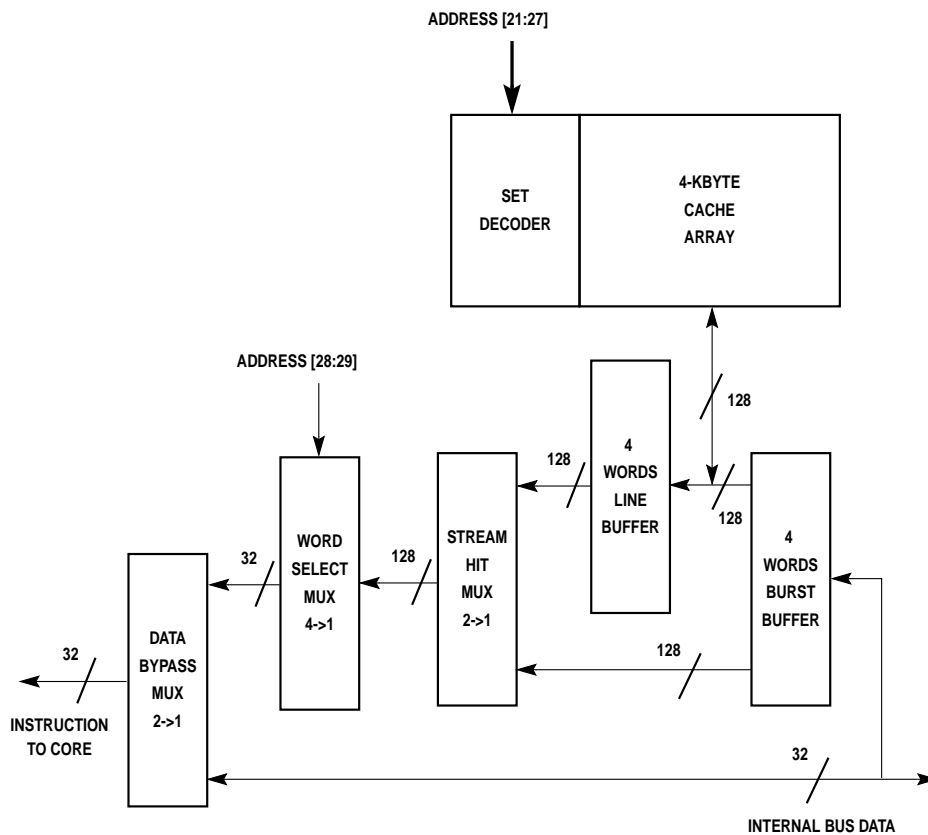 ADDRESS [21:27]
SET
DECODER
4-KBYTE
CACHE
ARRAY
ADDRESS [28:29]
128
4
WORDS
LINE
BUFFER
128
128
4
WORDS
BURST
BUFFER
STREAM
HIT
MUX
2->1
128
WORD
SELECT
MUX
4->1
32
128
DATA
BYPASS
MUX
2->1
32
INSTRUCTION
TO CORE
32
INTERNAL BUS DATA